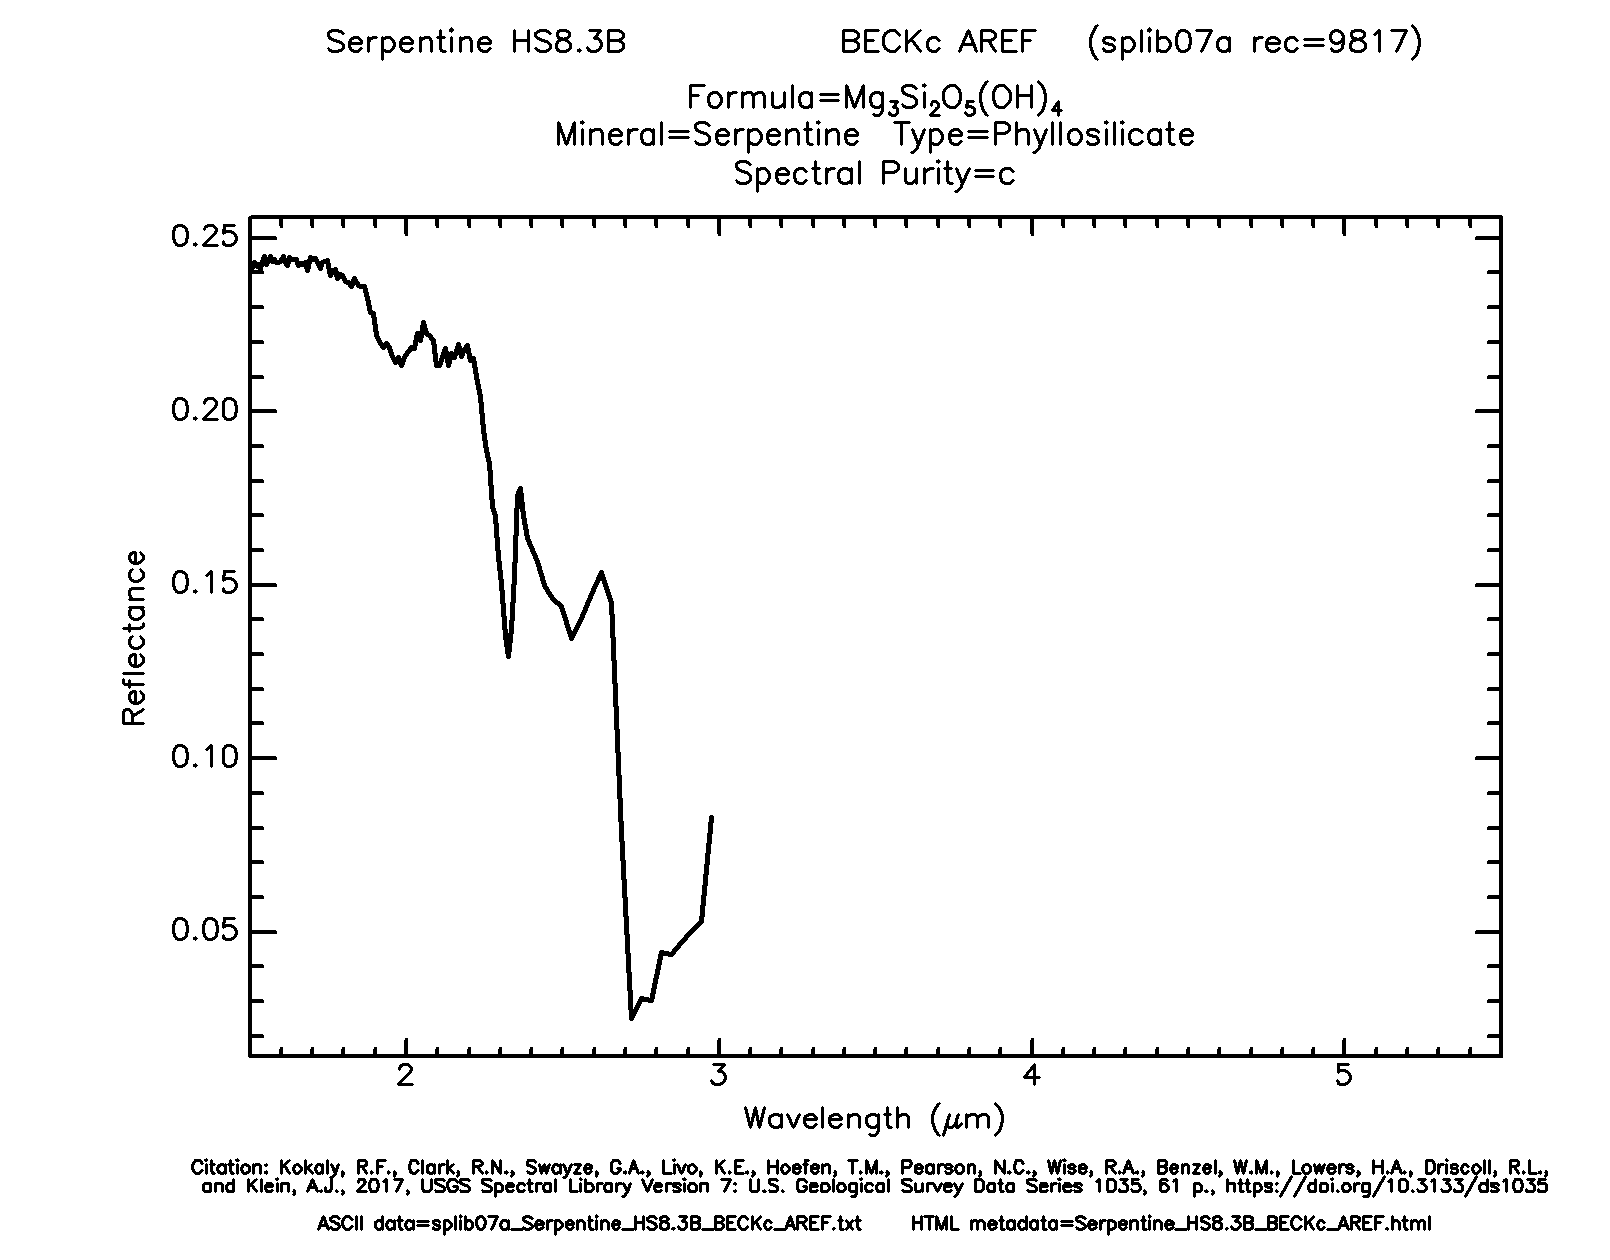 Serpentine HS8.3B BECKc AREF (splib07a rec=9817)
Formula=Mg₃Si₂O₅(OH)₄
Mineral=Serpentine Type=Phyllosilicate
Spectral Purity=c
0.25
0.20
0.15
0.10
0.05
Reflectance
2 3 4 5
Wavelength (μm)
Citation: Kokaly, R.F., Clark, R.N., Swayze, G.A., Livo, K.E., Hoefen, T.M., Pearson, N.C., Wise, R.A., Benzel, W.M., Lowers, H.A., Driscoll, R.L.,
and Klein, A.J., 2017, USGS Spectral Library Version 7: U.S. Geological Survey Data Series 1035, 61 p., https://doi.org/10.3133/ds1035
ASCII data=splib07a_Serpentine_HS8.3B_BECKc_AREF.txt HTML metadata=Serpentine_HS8.3B_BECKc_AREF.html